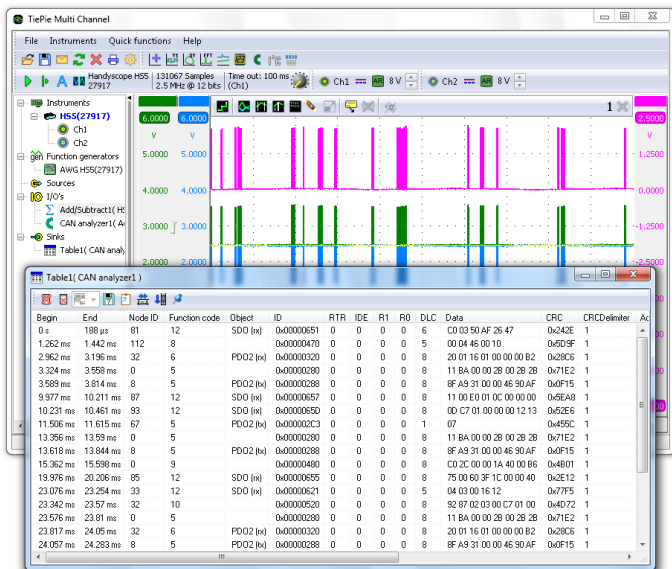 TiePie Multi Channel
File Instruments Quick functions Help
Handyscope HS5 131067 Samples Time out: 100 ms Ch1 AR 8 V Ch2 AR 8 V
27917 2.5 MHz @ 12 bits (Ch1)
Instruments
HS5(27917)
Ch1
Ch2
Function generators
AWG HS5(27917)
Sources
I/O's
Add/Subtract1( HS
CAN analyzer1( A
Sinks
Table1( CAN analy
1
6.0000 6.0000 2.5000
V V V
5.0000 5.0000 1.2500
4.0000 4.0000 0.0000
3.0000 3.0000 -1.2500
2.0000 2.0000 -2.5000
Table1( CAN analyzer1 )
Begin End Node ID Function code Object ID RTR IDE R1 R0 DLC Data CRC CRCDelimiter Ac
0 s 188 µs 81 12 SDO (rx) 0x00000651 0 0 0 0 6 C0 03 50 AF 26 47 0x242E 1
1.262 ms 1.442 ms 112 8 0x00000470 0 0 0 0 5 00 04 46 00 10 0x5D9F 1
2.962 ms 3.196 ms 32 6 PDO2 (rx) 0x00000320 0 0 0 0 8 20 01 16 01 00 00 00 B2 0x28C6 1
3.324 ms 3.558 ms 0 5 0x00000280 0 0 0 0 8 11 BA 00 00 2B 00 2B 2B 0x71E2 1
3.589 ms 3.814 ms 8 5 PDO2 (tx) 0x00000288 0 0 0 0 8 8F A9 31 00 00 46 90 AF 0x0F15 1
9.977 ms 10.211 ms 87 12 SDO (rx) 0x00000657 0 0 0 0 8 11 00 E0 01 0C 00 00 00 0x5EA8 1
10.231 ms 10.461 ms 93 12 SDO (rx) 0x0000065D 0 0 0 0 8 0D C7 01 00 00 00 12 13 0x52E6 1
11.506 ms 11.615 ms 67 5 PDO2 (tx) 0x000002C3 0 0 0 0 1 07 0x455C 1
13.356 ms 13.59 ms 0 5 0x00000280 0 0 0 0 8 11 BA 00 00 2B 00 2B 2B 0x71E2 1
13.618 ms 13.844 ms 8 5 PDO2 (tx) 0x00000288 0 0 0 0 8 8F A9 31 00 00 46 90 AF 0x0F15 1
15.362 ms 15.598 ms 0 9 0x00000480 0 0 0 0 8 C0 2C 00 00 1A 40 00 B6 0x4B01 1
19.976 ms 20.206 ms 85 12 SDO (rx) 0x00000655 0 0 0 0 8 75 00 60 3F 1C 00 00 40 0x2E12 1
23.076 ms 23.254 ms 33 12 SDO (rx) 0x00000621 0 0 0 0 5 04 03 00 16 12 0x77F5 1
23.342 ms 23.57 ms 32 10 0x00000520 0 0 0 0 8 92 87 02 03 00 C7 01 00 0x4D72 1
23.576 ms 23.81 ms 0 5 0x00000280 0 0 0 0 8 11 BA 00 00 2B 00 2B 2B 0x71E2 1
23.817 ms 24.05 ms 32 6 PDO2 (rx) 0x00000320 0 0 0 0 8 20 01 16 01 00 00 00 B2 0x28C6 1
24.057 ms 24.283 ms 8 5 PDO2 (tx) 0x00000288 0 0 0 0 8 8F A9 31 00 00 46 90 AF 0x0F15 1